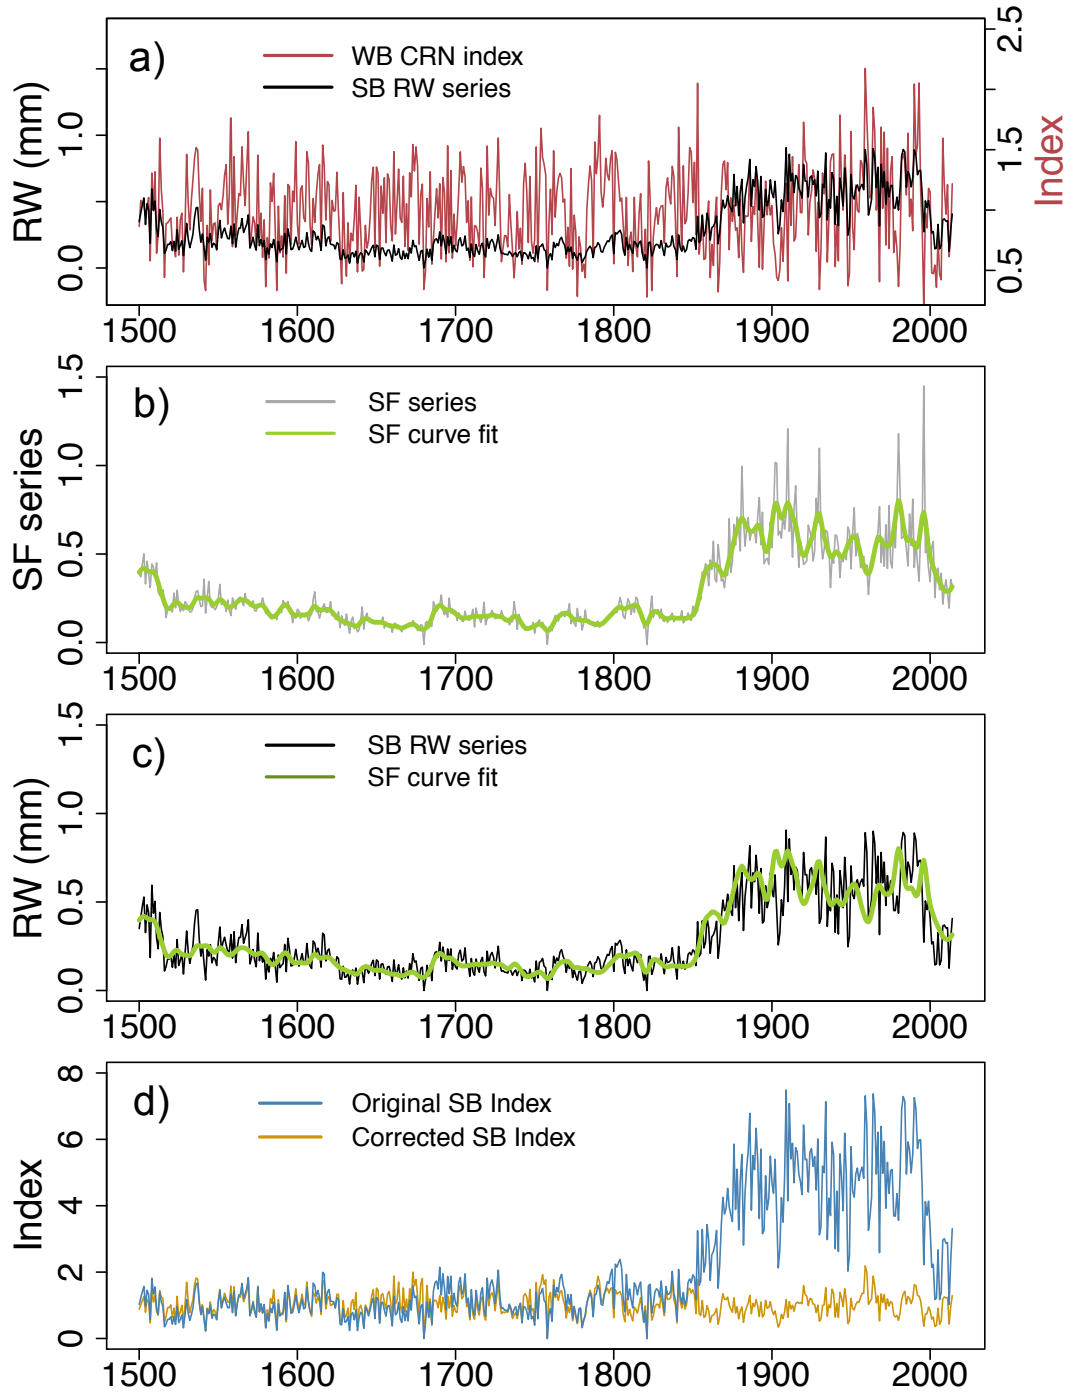 a)
WB CRN index
SB RW series
RW (mm)
0.0
1.0
Index
0.5
1.5
2.5
1500
1600
1700
1800
1900
2000
b)
SF series
SF curve fit
SF series
0.0
0.5
1.0
1.5
1500
1600
1700
1800
1900
2000
c)
SB RW series
SF curve fit
RW (mm)
0.0
0.5
1.0
1.5
1500
1600
1700
1800
1900
2000
d)
Original SB Index
Corrected SB Index
Index
0
2
4
6
8
1500
1600
1700
1800
1900
2000